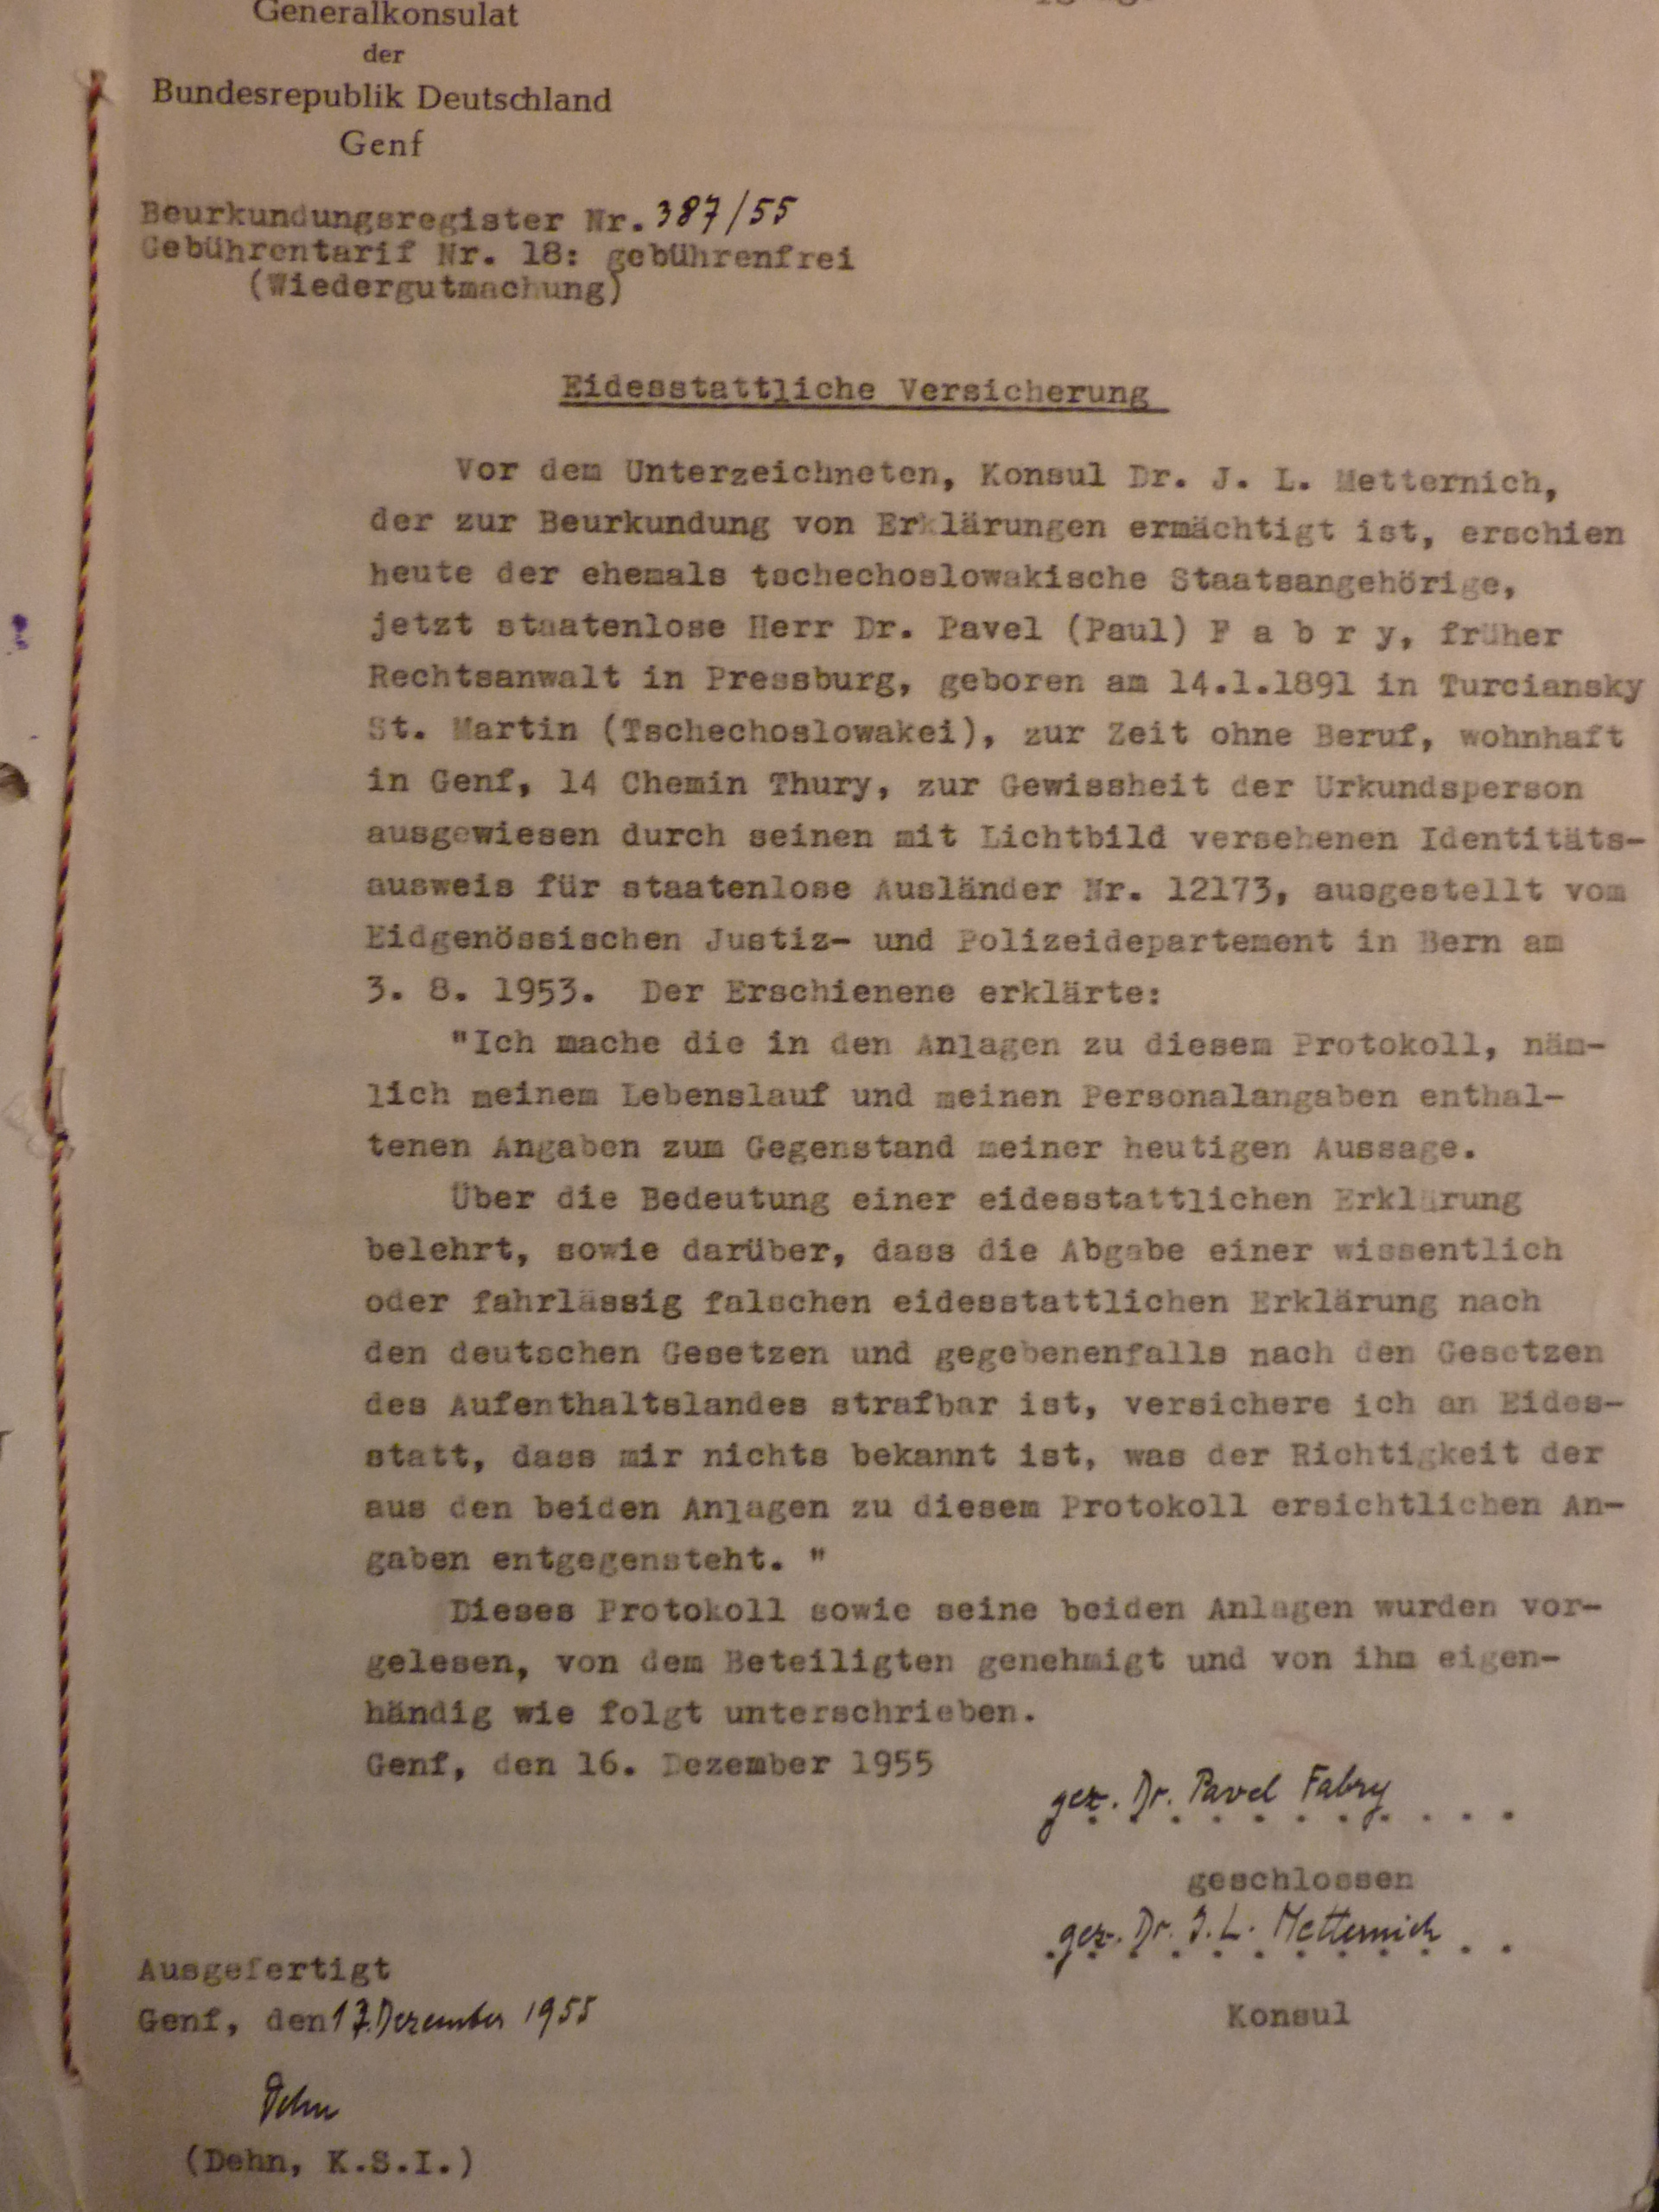 Generalkonsulat
der
Bundesrepublik Deutschland
Genf
Beurkundungsregister Nr. 387/55
Gebührentarif Nr. 18: gebührenfrei
(Wiedergutmachung)
Eidesstattliche Versicherung
Vor dem Unterzeichneten, Konsul Dr. J. L. Metternich,
der zur Beurkundung von Erklärungen ermächtigt ist, erschien
heute der ehemals tschechoslowakische Staatsangehörige,
jetzt staatenlose Herr Dr. Pavel (Paul) F a b r y, früher
Rechtsanwalt in Pressburg, geboren am 14.1.1891 in Turciansky
St. Martin (Tschechoslowakei), zur Zeit ohne Beruf, wohnhaft
in Genf, 14 Chemin Thury, zur Gewissheit der Urkundsperson
ausgewiesen durch seinen mit Lichtbild versehenen Identitäts-
ausweis für staatenlose Ausländer Nr. 12173, ausgestellt vom
Eidgenössischen Justiz- und Polizeidepartement in Bern am
3. 8. 1953. Der Erschienene erklärte:
"Ich mache die in den Anlagen zu diesem Protokoll, näm-
lich meinem Lebenslauf und meinen Personalangaben enthal-
tenen Angaben zum Gegenstand meiner heutigen Aussage.
Über die Bedeutung einer eidesstattlichen Erklärung
belehrt, sowie darüber, dass die Abgabe einer wissentlich
oder fahrlässig falschen eidesstattlichen Erklärung nach
den deutschen Gesetzen und gegebenenfalls nach den Gesetzen
des Aufenthaltslandes strafbar ist, versichere ich an Eides-
statt, dass mir nichts bekannt ist, was der Richtigkeit der
aus den beiden Anlagen zu diesem Protokoll ersichtlichen An-
gaben entgegensteht. "
Dieses Protokoll sowie seine beiden Anlagen wurden vor-
gelesen, von dem Beteiligten genehmigt und von ihm eigen-
händig wie folgt unterschrieben.
Genf, den 16. Dezember 1955
gez. Dr. Pavel Fabry
geschlossen
gez. Dr. J. L. Metternich
Konsul
Ausgefertigt
Genf, den 17. Dezember 1955
Dehn
(Dehn, K.S.I.)